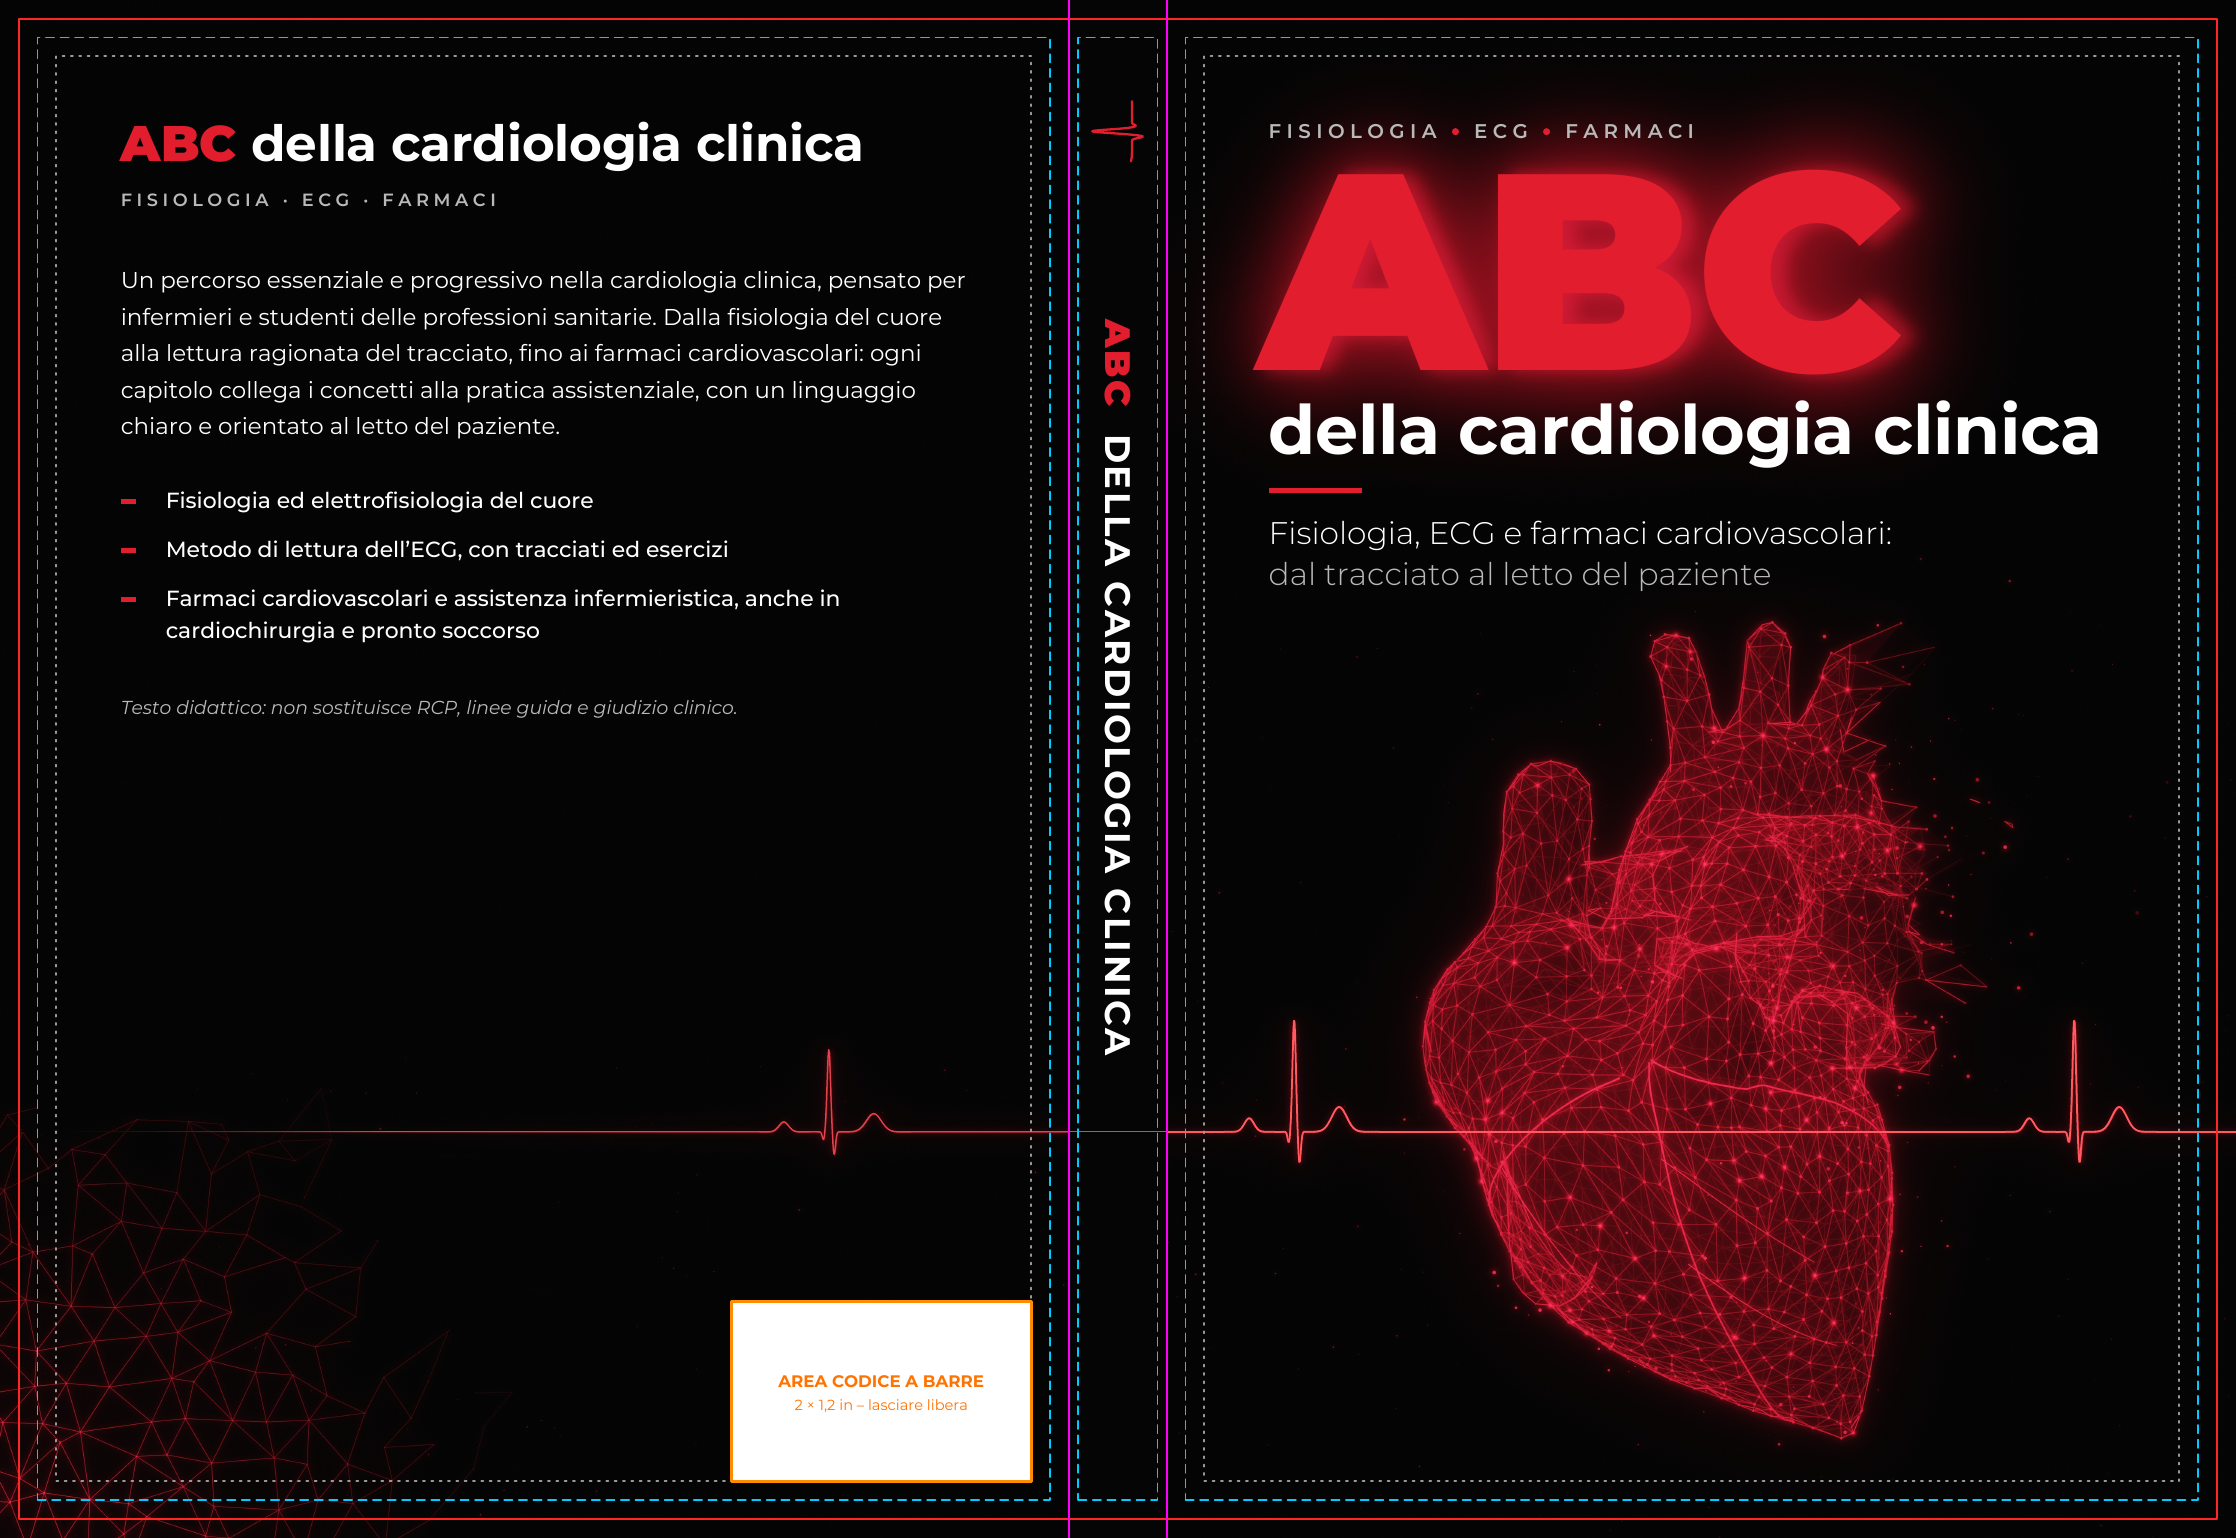 ABC della cardiologia clinica
FISIOLOGIA · ECG · FARMACI
Un percorso essenziale e progressivo nella cardiologia clinica, pensato per
infermieri e studenti delle professioni sanitarie. Dalla fisiologia del cuore
alla lettura ragionata del tracciato, fino ai farmaci cardiovascolari: ogni
capitolo collega i concetti alla pratica assistenziale, con un linguaggio
chiaro e orientato al letto del paziente.
Fisiologia ed elettrofisiologia del cuore
Metodo di lettura dell’ECG, con tracciati ed esercizi
Farmaci cardiovascolari e assistenza infermieristica, anche in
cardiochirurgia e pronto soccorso
Testo didattico: non sostituisce RCP, linee guida e giudizio clinico.
AREA CODICE A BARRE
2 × 1,2 in – lasciare libera
ABC DELLA CARDIOLOGIA CLINICA
FISIOLOGIA • ECG • FARMACI
ABC
della cardiologia clinica
Fisiologia, ECG e farmaci cardiovascolari:
dal tracciato al letto del paziente